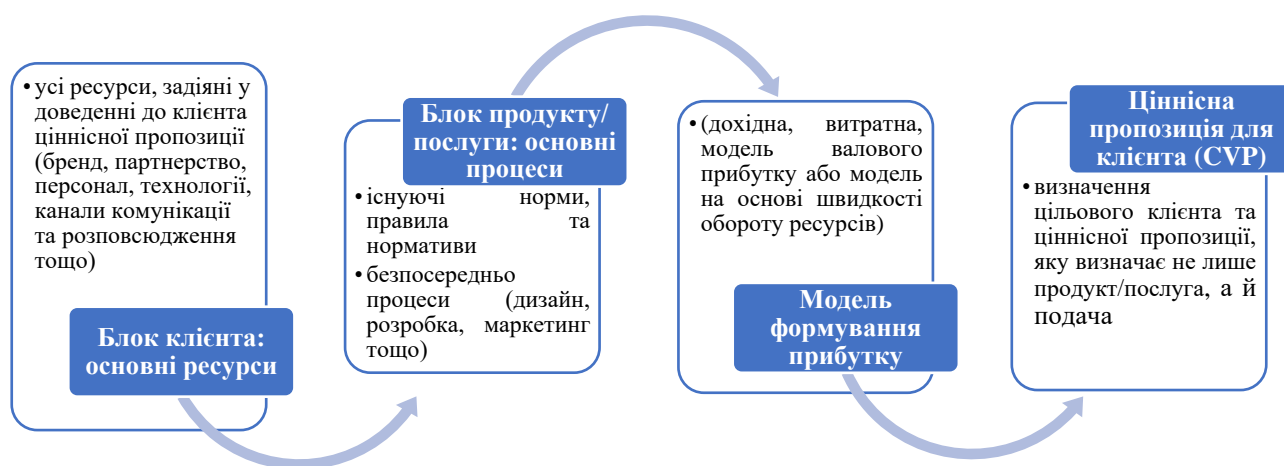 • усі ресурси, задіяні у
доведенні до клієнта
ціннісної пропозиції
(бренд, партнерство,
персонал, технології,
канали комунікації
та розповсюдження
тощо)
Блок клієнта:
основні ресурси
Блок продукту/
послуги: основні
процеси
• існуючі норми,
правила та
нормативи
• безпосередньо
процеси (дизайн,
розробка, маркетинг
тощо)
• (дохідна, витратна,
модель валового
прибутку або модель
на основі швидкості
обороту ресурсів)
Модель
формування
прибутку
Ціннісна
пропозиція для
клієнта (CVP)
• визначення
цільового клієнта та
ціннісної пропозиції,
яку визначає не лише
продукт/послуга, а й
подача